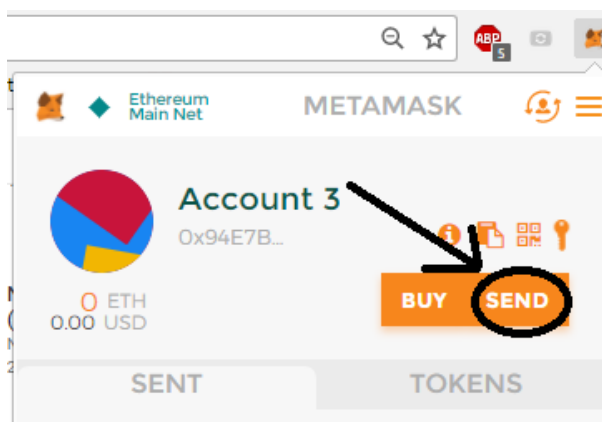 ABP
5
Ethereum
Main Net
METAMASK
Account 3
0x94E7B...
0 ETH
0.00 USD
BUY SEND
SENT TOKENS